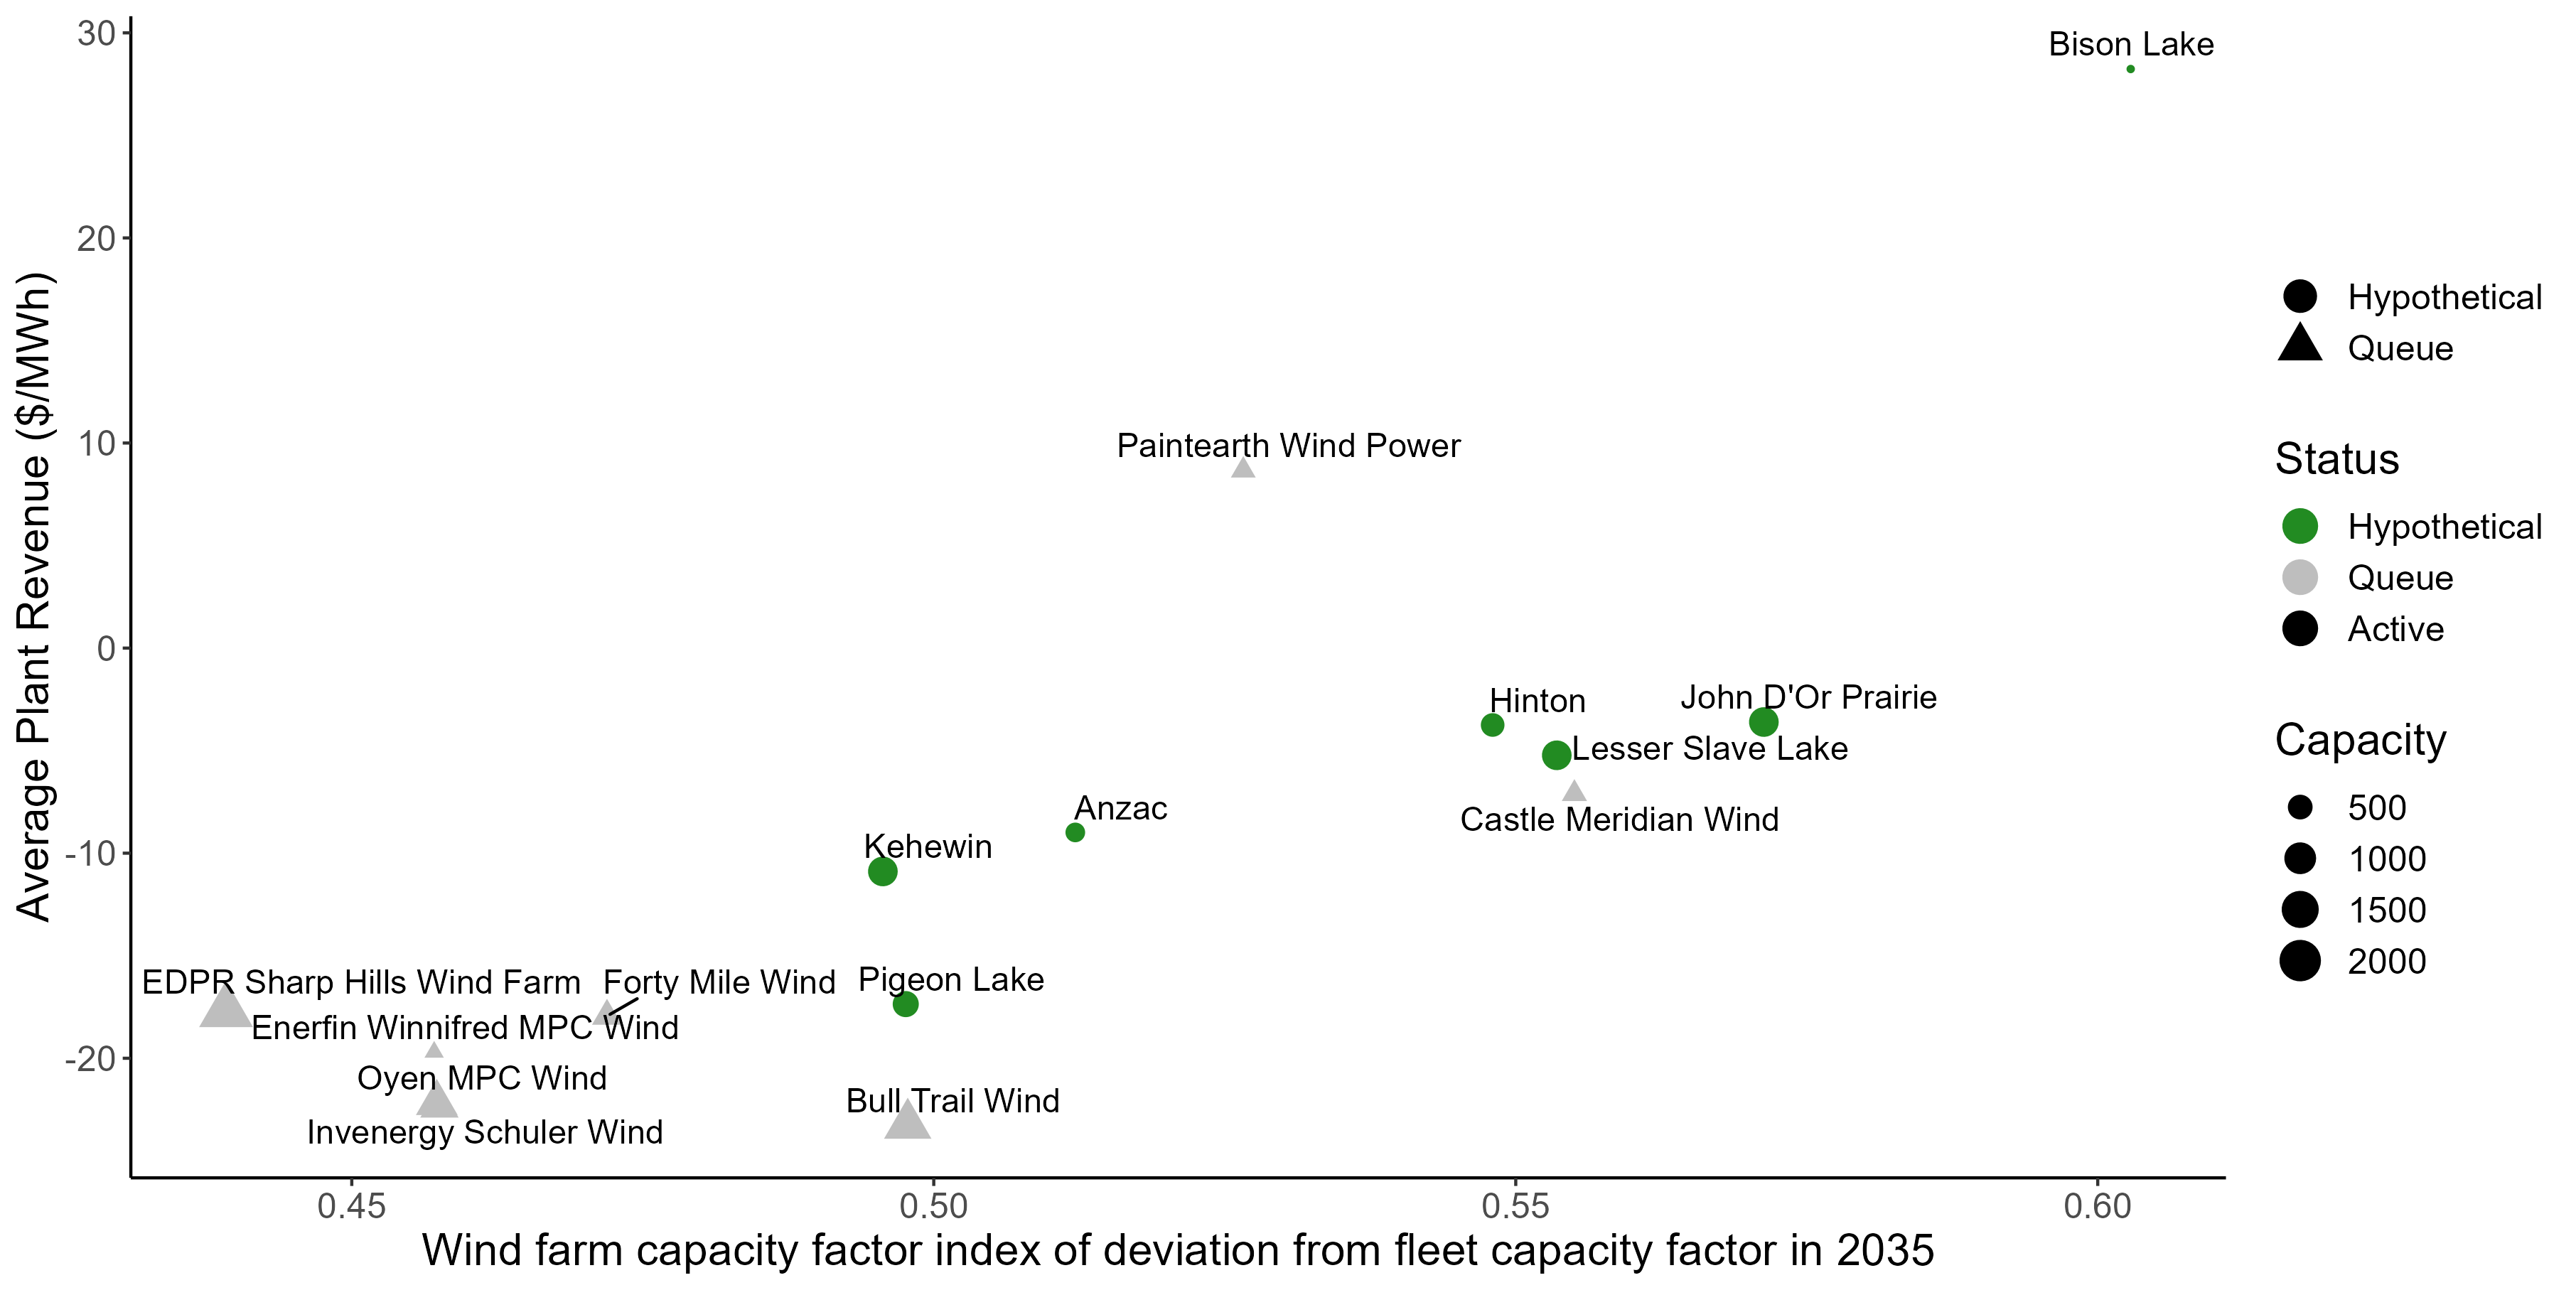 30
20
10
0
-10
-20
Average Plant Revenue ($/MWh)
Bison Lake
Paintearth Wind Power
Hinton
John D'Or Prairie
Lesser Slave Lake
Castle Meridian Wind
Anzac
Kehewin
EDPR Sharp Hills Wind Farm
Forty Mile Wind
Pigeon Lake
Enerfin Winnifred MPC Wind
Oyen MPC Wind
Bull Trail Wind
Invenergy Schuler Wind
0.45
0.50
0.55
0.60
Wind farm capacity factor index of deviation from fleet capacity factor in 2035
Hypothetical
Queue
Status
Hypothetical
Queue
Active
Capacity
500
1000
1500
2000